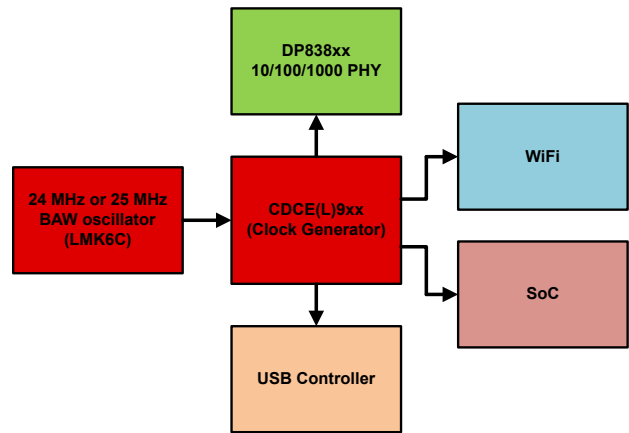 DP838xx
10/100/1000 PHY
WiFi
24 MHz or 25 MHz
BAW oscillator
(LMK6C)
CDCE(L)9xx
(Clock Generator)
SoC
USB Controller